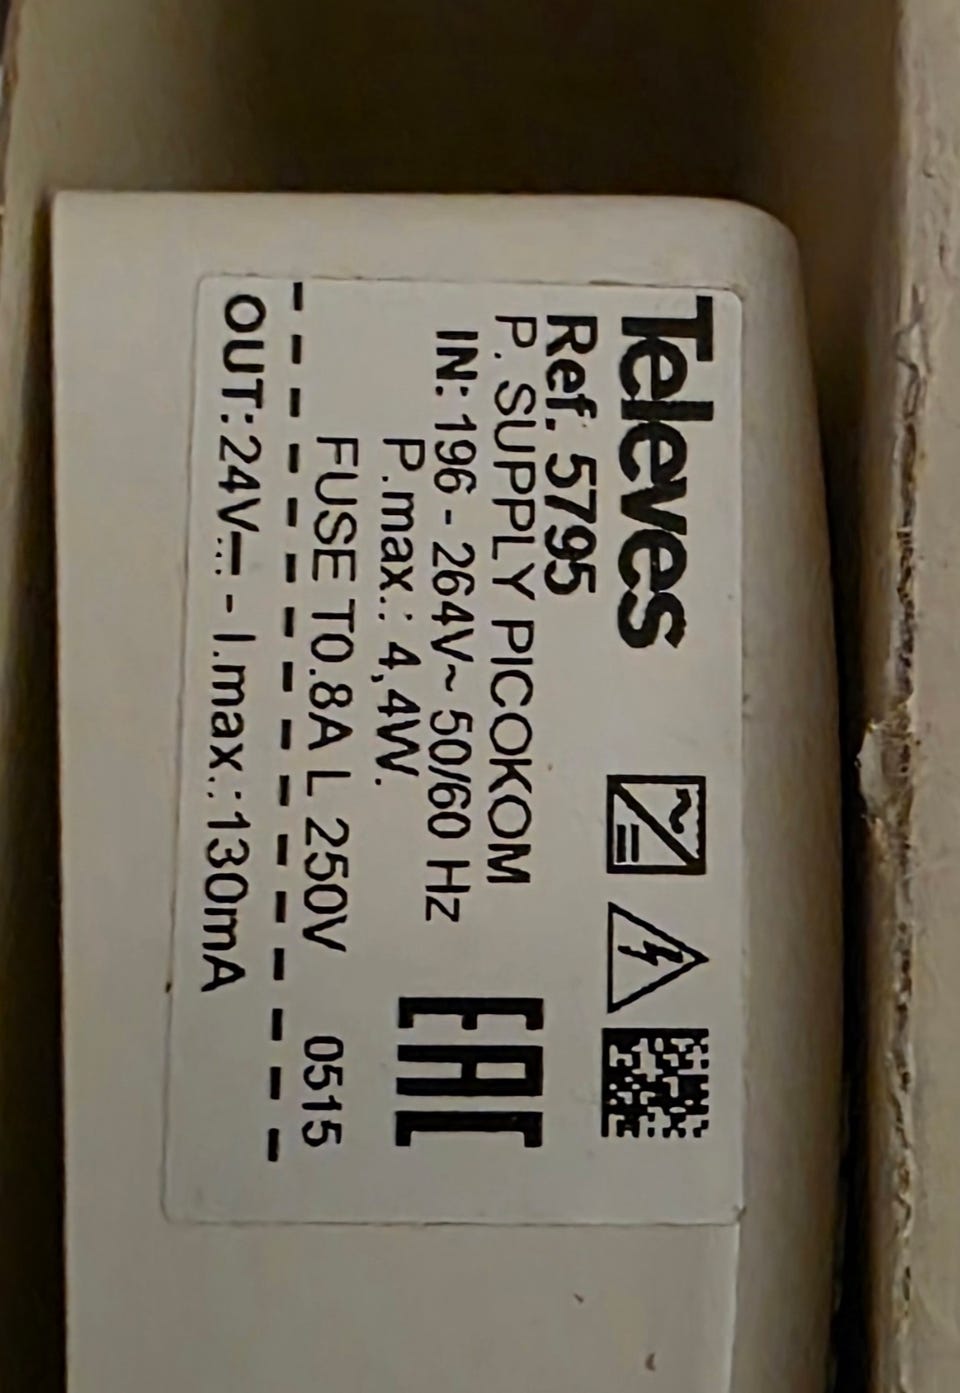 Televes
Ref. 5795
P. SUPPLY PICOKOM
IN: 196 - 264V~ 50/60 Hz
P.max.: 4,4W.
EAC
FUSE T0.8A L 250V 0515
OUT: 24V⎓ - I.max.: 130mA